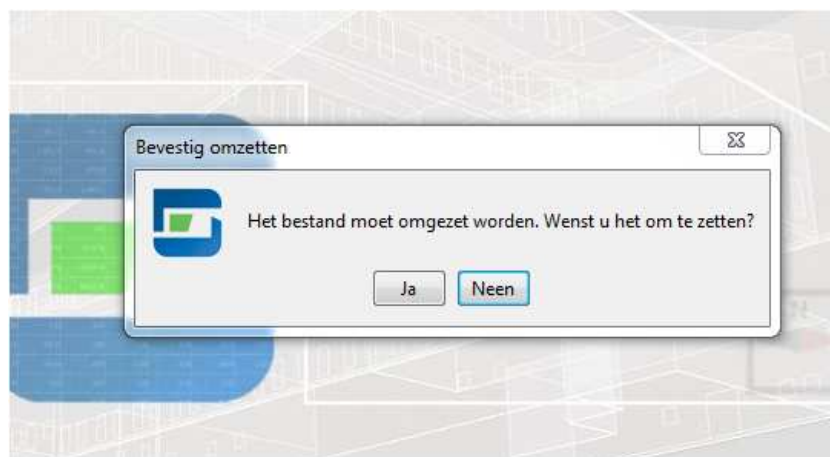 Bevestig omzetten
Het bestand moet omgezet worden. Wenst u het om te zetten?
Ja Neen